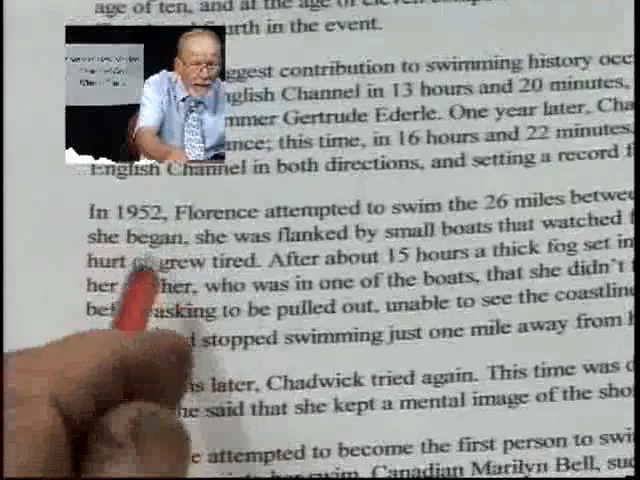 age of ten, and at the age of eleven
fourth in the event.
ggest contribution to swimming history occ
nglish Channel in 13 hours and 20 minutes,
mmer Gertrude Ederle. One year later, Cha
nce; this time, in 16 hours and 22 minutes,
English Channel in both directions, and setting a record f
In 1952, Florence attempted to swim the 26 miles betwe
she began, she was flanked by small boats that watched
hurt grew tired. After about 15 hours a thick fog set in
her her, who was in one of the boats, that she didn't
bef asking to be pulled out, unable to see the coastline
d stopped swimming just one mile away from
s later, Chadwick tried again. This time was
he said that she kept a mental image of the sho
e attempted to become the first person to swi
her swim, Canadian Marilyn Bell, suc